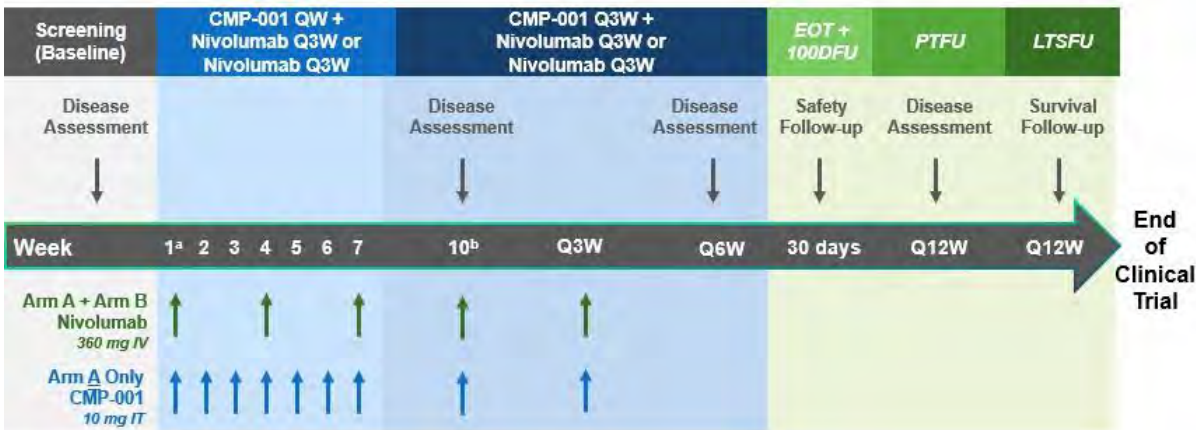 Screening
(Baseline)
CMP-001 QW +
Nivolumab Q3W or
Nivolumab Q3W
CMP-001 Q3W +
Nivolumab Q3W or
Nivolumab Q3W
EOT +
100DFU
PTFU
LTSFU
Disease
Assessment
Disease
Assessment
Disease
Assessment
Safety
Follow-up
Disease
Assessment
Survival
Follow-up
Week 1ᵃ 2 3 4 5 6 7 10ᵇ Q3W Q6W 30 days Q12W Q12W
End
of
Clinical
Trial
Arm A + Arm B
Nivolumab
360 mg IV
Arm A Only
CMP-001
10 mg IT